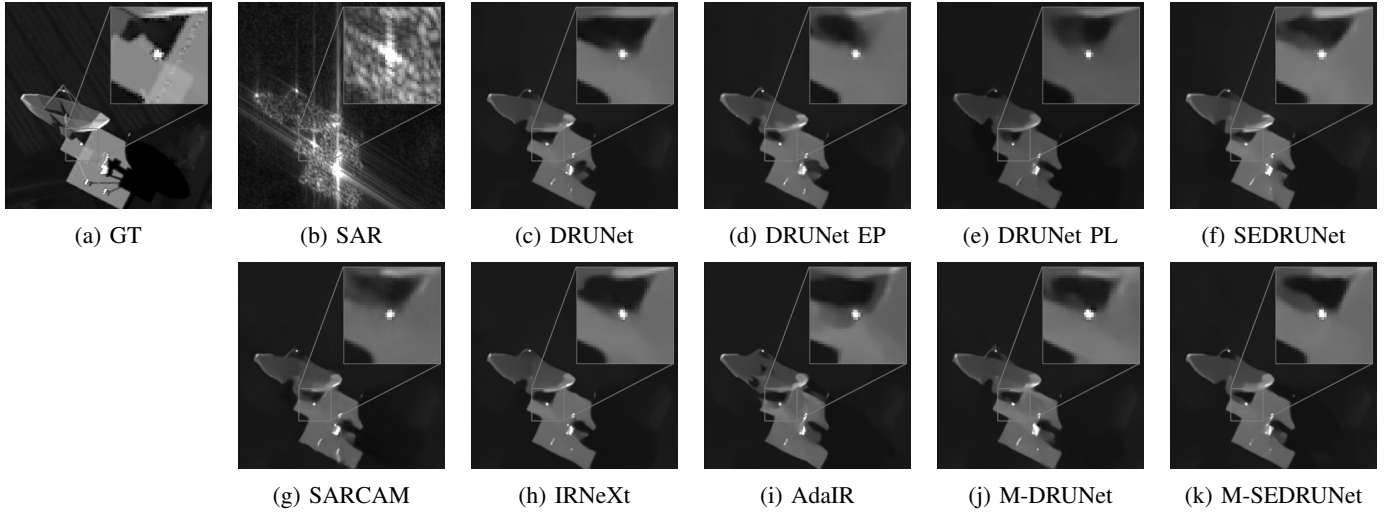 (a) GT
(b) SAR
(c) DRUNet
(d) DRUNet EP
(e) DRUNet PL
(f) SEDRUNet
(g) SARCAM
(h) IRNeXt
(i) AdaIR
(j) M-DRUNet
(k) M-SEDRUNet